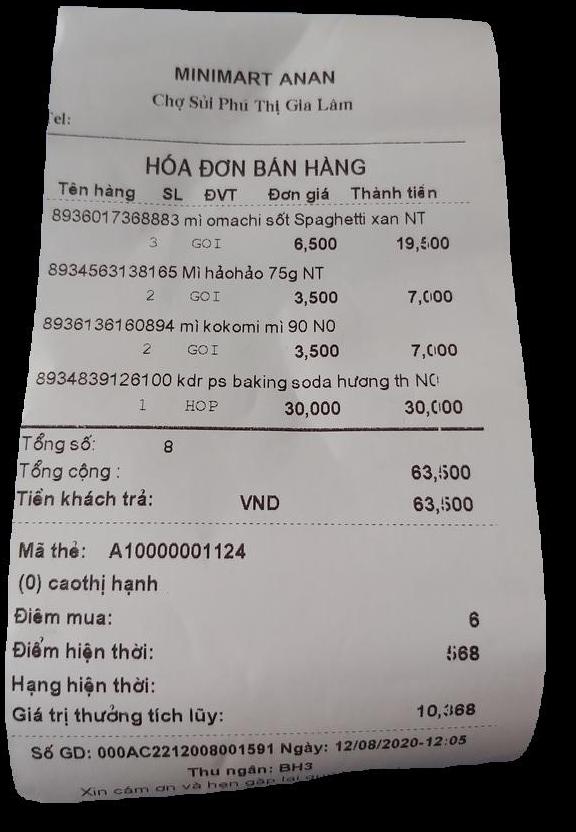 MINIMART ANAN
Chợ Sủi Phú Thị Gia Lâm
Tel:
HÓA ĐƠN BÁN HÀNG
Tên hàng SL ĐVT Đơn giá Thành tiền
8936017368883 mì omachi sốt Spaghetti xan NT
3 GOI 6,500 19,500
8934563138165 Mì hảohảo 75g NT
2 GOI 3,500 7,000
8936136160894 mì kokomi mì 90 N0
2 GOI 3,500 7,000
8934839126100 kdr ps baking soda hương th NC
1 HOP 30,000 30,000
Tổng số: 8
Tổng cộng : 63,500
Tiền khách trả: VND 63,500
Mã thẻ: A10000001124
(0) caothị hạnh
Điêm mua: 6
Điểm hiện thời: 568
Hạng hiện thời:
Giá trị thưởng tích lũy: 10,368
Số GD: 000AC2212008001591 Ngày: 12/08/2020-12:05
Thu ngân: BH3
Xin cám ơn và hẹn gặp lại